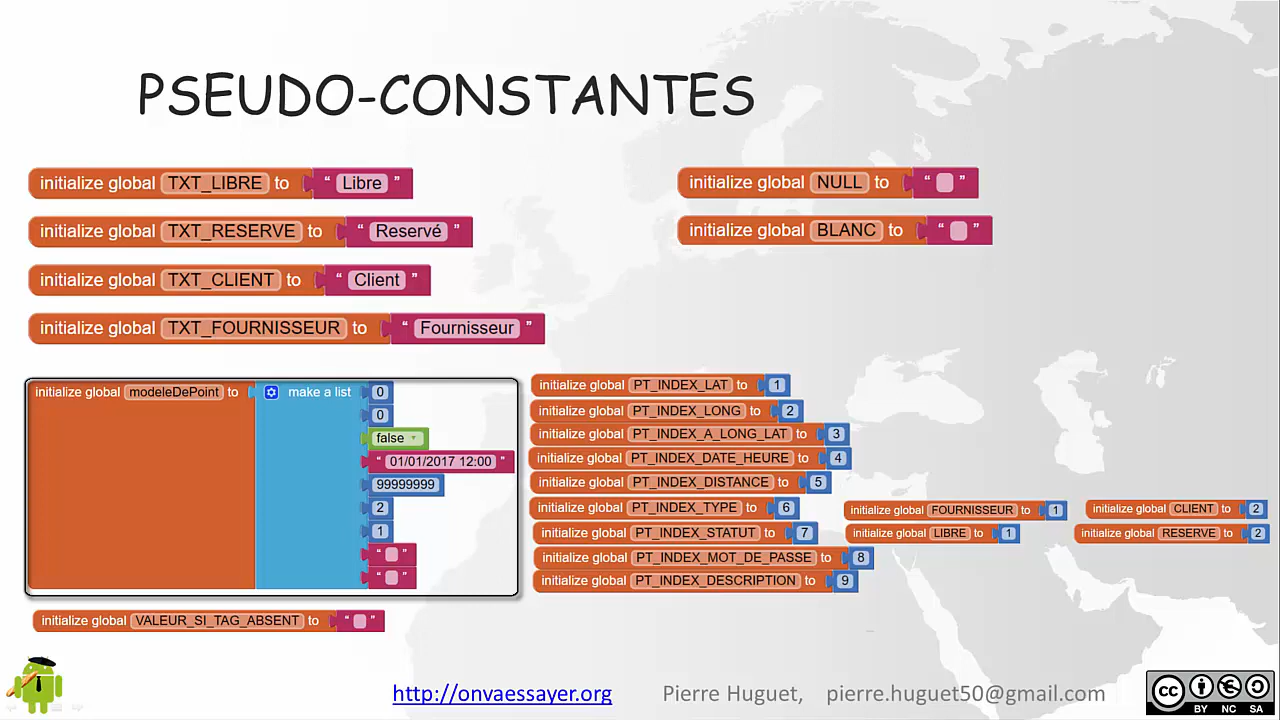 PSEUDO-CONSTANTES
initialize global TXT_LIBRE to “ Libre ”
initialize global TXT_RESERVE to “ Reservé ”
initialize global TXT_CLIENT to “ Client ”
initialize global TXT_FOURNISSEUR to “ Fournisseur ”
initialize global NULL to “ ”
initialize global BLANC to “ ”
initialize global modeleDePoint to make a list 0
0
false
“ 01/01/2017 12:00 ”
99999999
2
1
“ ”
“ ”
initialize global PT_INDEX_LAT to 1
initialize global PT_INDEX_LONG to 2
initialize global PT_INDEX_A_LONG_LAT to 3
initialize global PT_INDEX_DATE_HEURE to 4
initialize global PT_INDEX_DISTANCE to 5
initialize global PT_INDEX_TYPE to 6
initialize global PT_INDEX_STATUT to 7
initialize global PT_INDEX_MOT_DE_PASSE to 8
initialize global PT_INDEX_DESCRIPTION to 9
initialize global FOURNISSEUR to 1
initialize global LIBRE to 1
initialize global CLIENT to 2
initialize global RESERVE to 2
initialize global VALEUR_SI_TAG_ABSENT to “ ”
http://onvaessayer.org Pierre Huguet, pierre.huguet50@gmail.com
cc BY NC SA